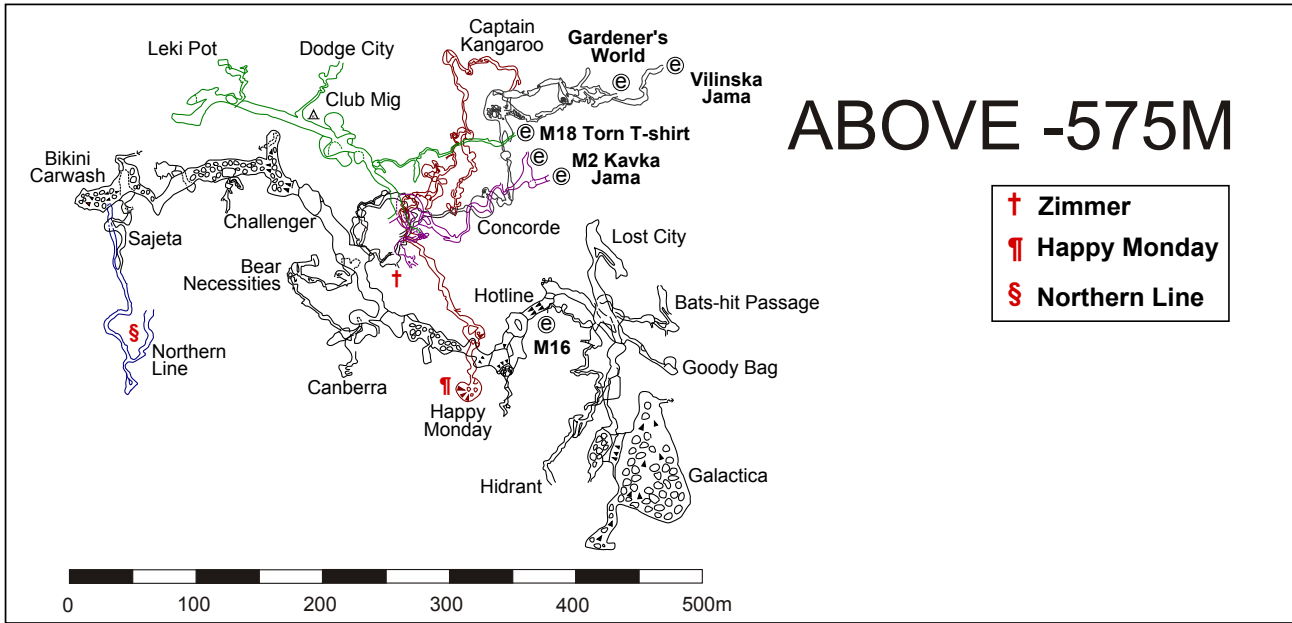 Leki Pot
Dodge City
Captain
Kangaroo
Gardener's
World
ⓔ
ⓔ
Vilinska
Jama
Club Mig
ⓔ M18 Torn T-shirt
ABOVE -575M
Bikini
Carwash
ⓔ M2 Kavka
Jama
ⓔ
Challenger
Concorde
Sajeta
Lost City
Bear
Necessities
†
Hotline
Bats-hit Passage
§
Northern
Line
ⓔ
M16
Canberra
Goody Bag
¶
Happy
Monday
Hidrant
Galactica
† Zimmer
¶ Happy Monday
§ Northern Line
0 100 200 300 400 500m